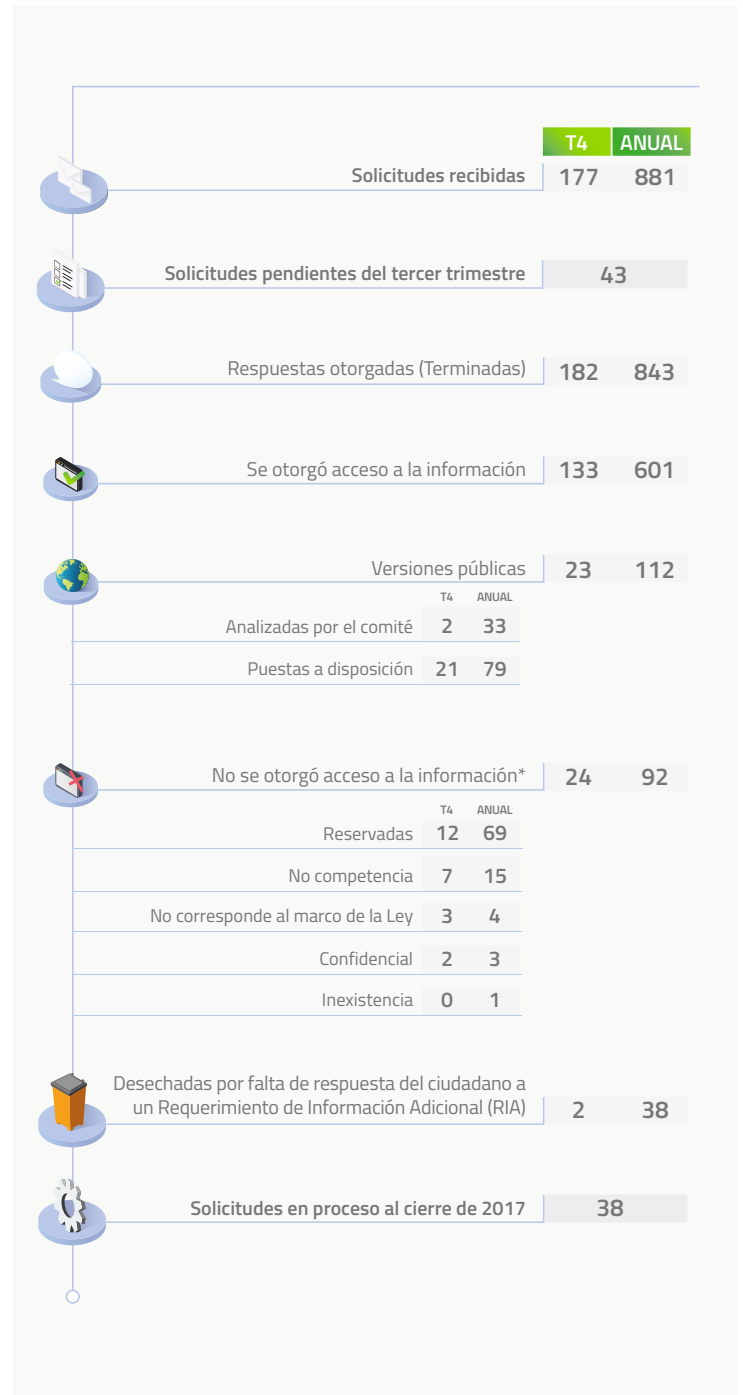 T4 ANUAL
Solicitudes recibidas 177 881
Solicitudes pendientes del tercer trimestre 43
Respuestas otorgadas (Terminadas) 182 843
Se otorgó acceso a la información 133 601
Versiones públicas 23 112
T4 ANUAL
Analizadas por el comité 2 33
Puestas a disposición 21 79
No se otorgó acceso a la información* 24 92
T4 ANUAL
Reservadas 12 69
No competencia 7 15
No corresponde al marco de la Ley 3 4
Confidencial 2 3
Inexistencia 0 1
Desechadas por falta de respuesta del ciudadano a
un Requerimiento de Información Adicional (RIA) 2 38
Solicitudes en proceso al cierre de 2017 38